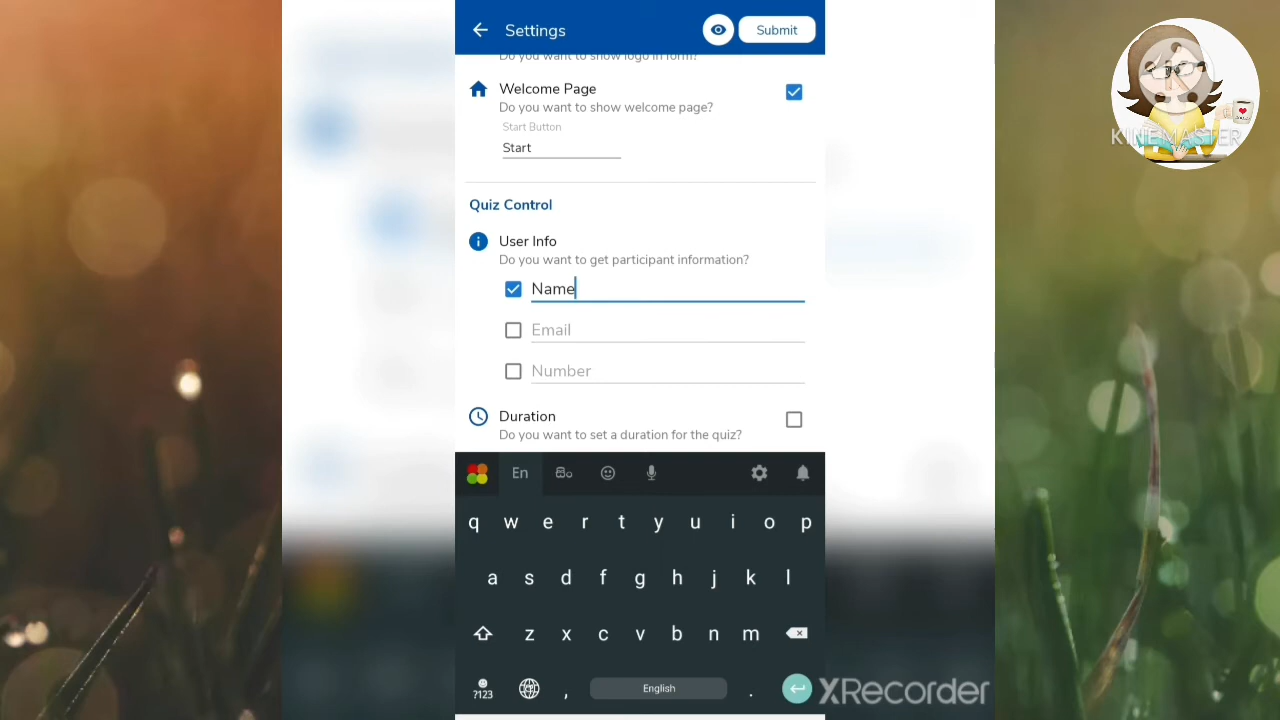 Settings
Submit
Do you want to show logo in form?
Welcome Page
Do you want to show welcome page?
Start Button
Start
Quiz Control
User Info
Do you want to get participant information?
Name
Email
Number
Duration
Do you want to set a duration for the quiz?
En
q w e r t y u i o p
a s d f g h j k l
z x c v b n m
?123 , English .
KINEMASTER
XRecorder